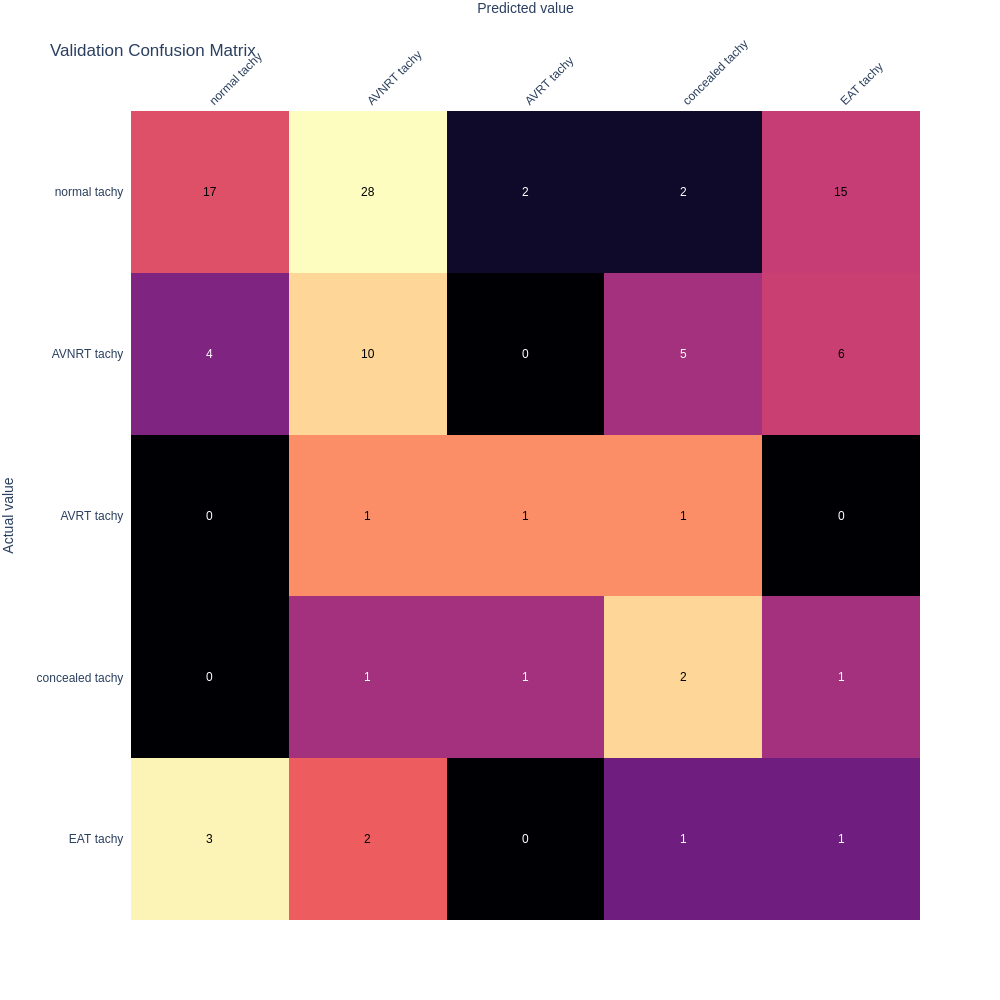 Predicted value
Validation Confusion Matrix
normal tachy
AVNRT tachy
AVRT tachy
concealed tachy
EAT tachy
Actual value
normal tachy 17 28 2 2 15
AVNRT tachy 4 10 0 5 6
AVRT tachy 0 1 1 1 0
concealed tachy 0 1 1 2 1
EAT tachy 3 2 0 1 1